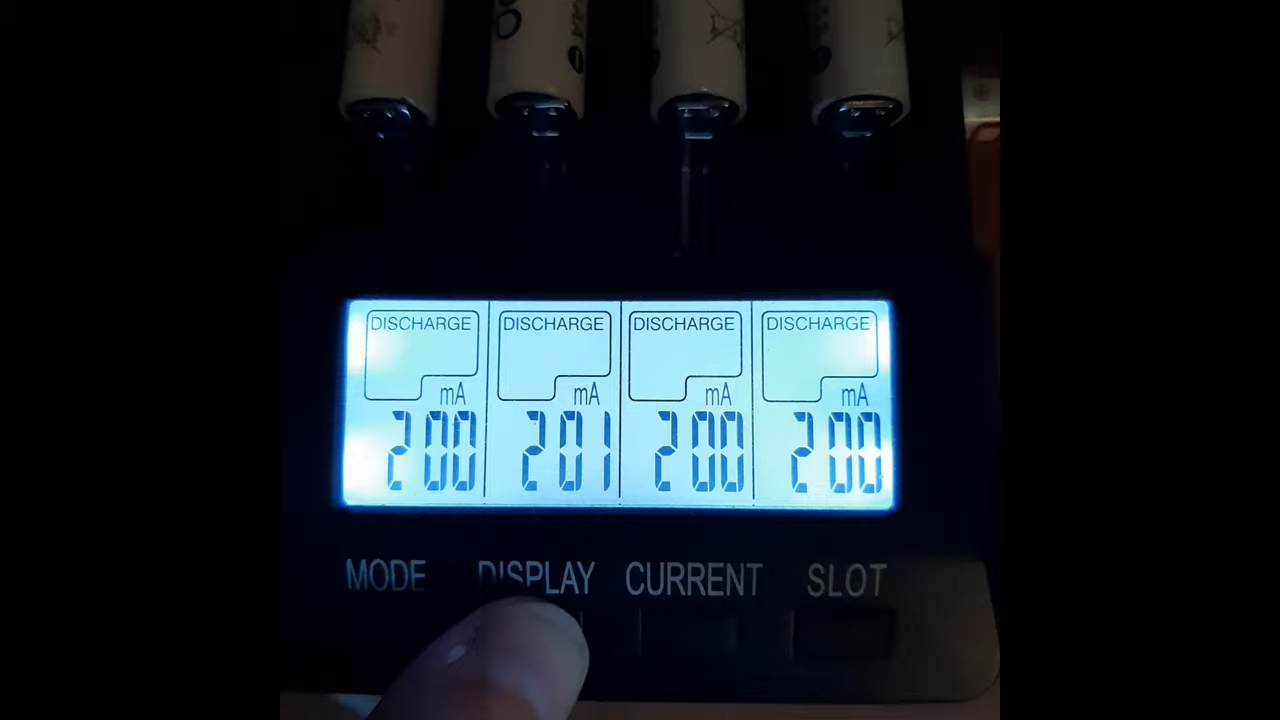 DISCHARGE DISCHARGE DISCHARGE DISCHARGE
mA mA mA mA
200 201 200 200
MODE DISPLAY CURRENT SLOT